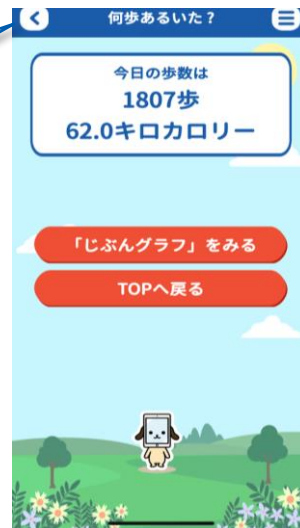 何歩あるいた？
今日の歩数は
1807歩
62.0キロカロリー
「じぶんグラフ」をみる
TOPへ戻る